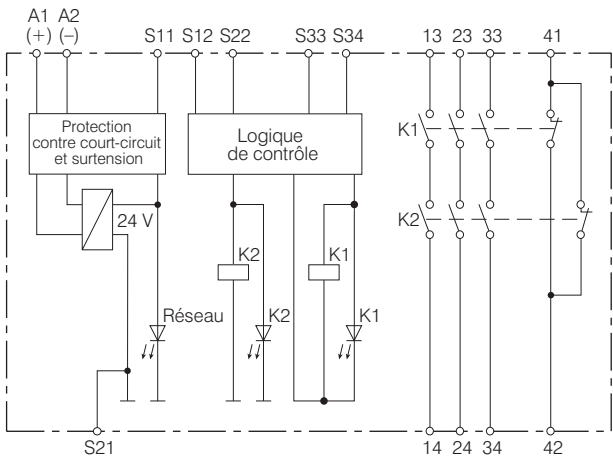 A1 A2
(+) (–) S11 S12 S22 S33 S34 13 23 33 41
Protection
contre court-circuit
et surtension
Logique
de contrôle
K1
24 V
K2
K2 K1
Réseau K2 K1
S21 14 24 34 42